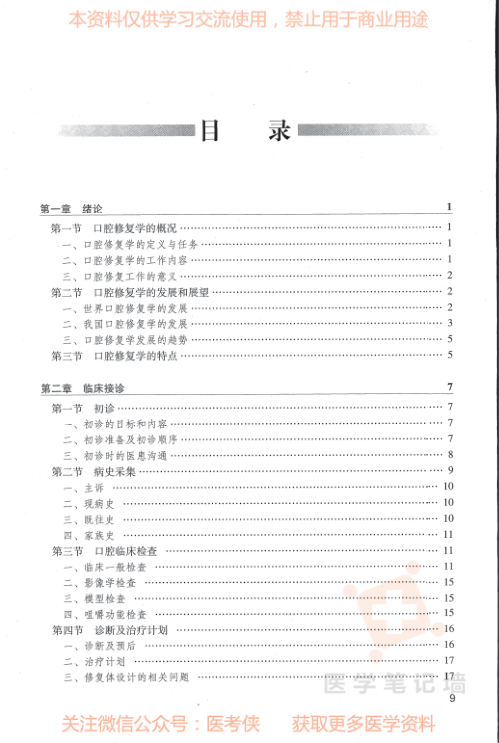 本资料仅供学习交流使用，禁止用于商业用途
目 录
第一章 绪论 1
第一节 口腔修复学的概况 1
一、口腔修复学的定义与任务 1
二、口腔修复学的工作内容 1
三、口腔修复工作的意义 2
第二节 口腔修复学的发展和展望 2
一、世界口腔修复学的发展 2
二、我国口腔修复学的发展 3
三、口腔修复学发展的趋势 5
第三节 口腔修复学的特点 5
第二章 临床接诊 7
第一节 初诊 7
一、初诊的目标和内容 7
二、初诊准备及初诊顺序 7
三、初诊时的医患沟通 8
第二节 病史采集 9
一、主诉 10
二、现病史 10
三、既往史 10
四、家族史 11
第三节 口腔临床检查 11
一、临床一般检查 11
二、影像学检查 15
三、模型检查 15
四、咀嚼功能检查 15
第四节 诊断及治疗计划 16
一、诊断及预后 16
二、治疗计划 17
三、修复体设计的相关问题 17
医学笔记墙
9
关注微信公众号：医考侠 获取更多医学资料